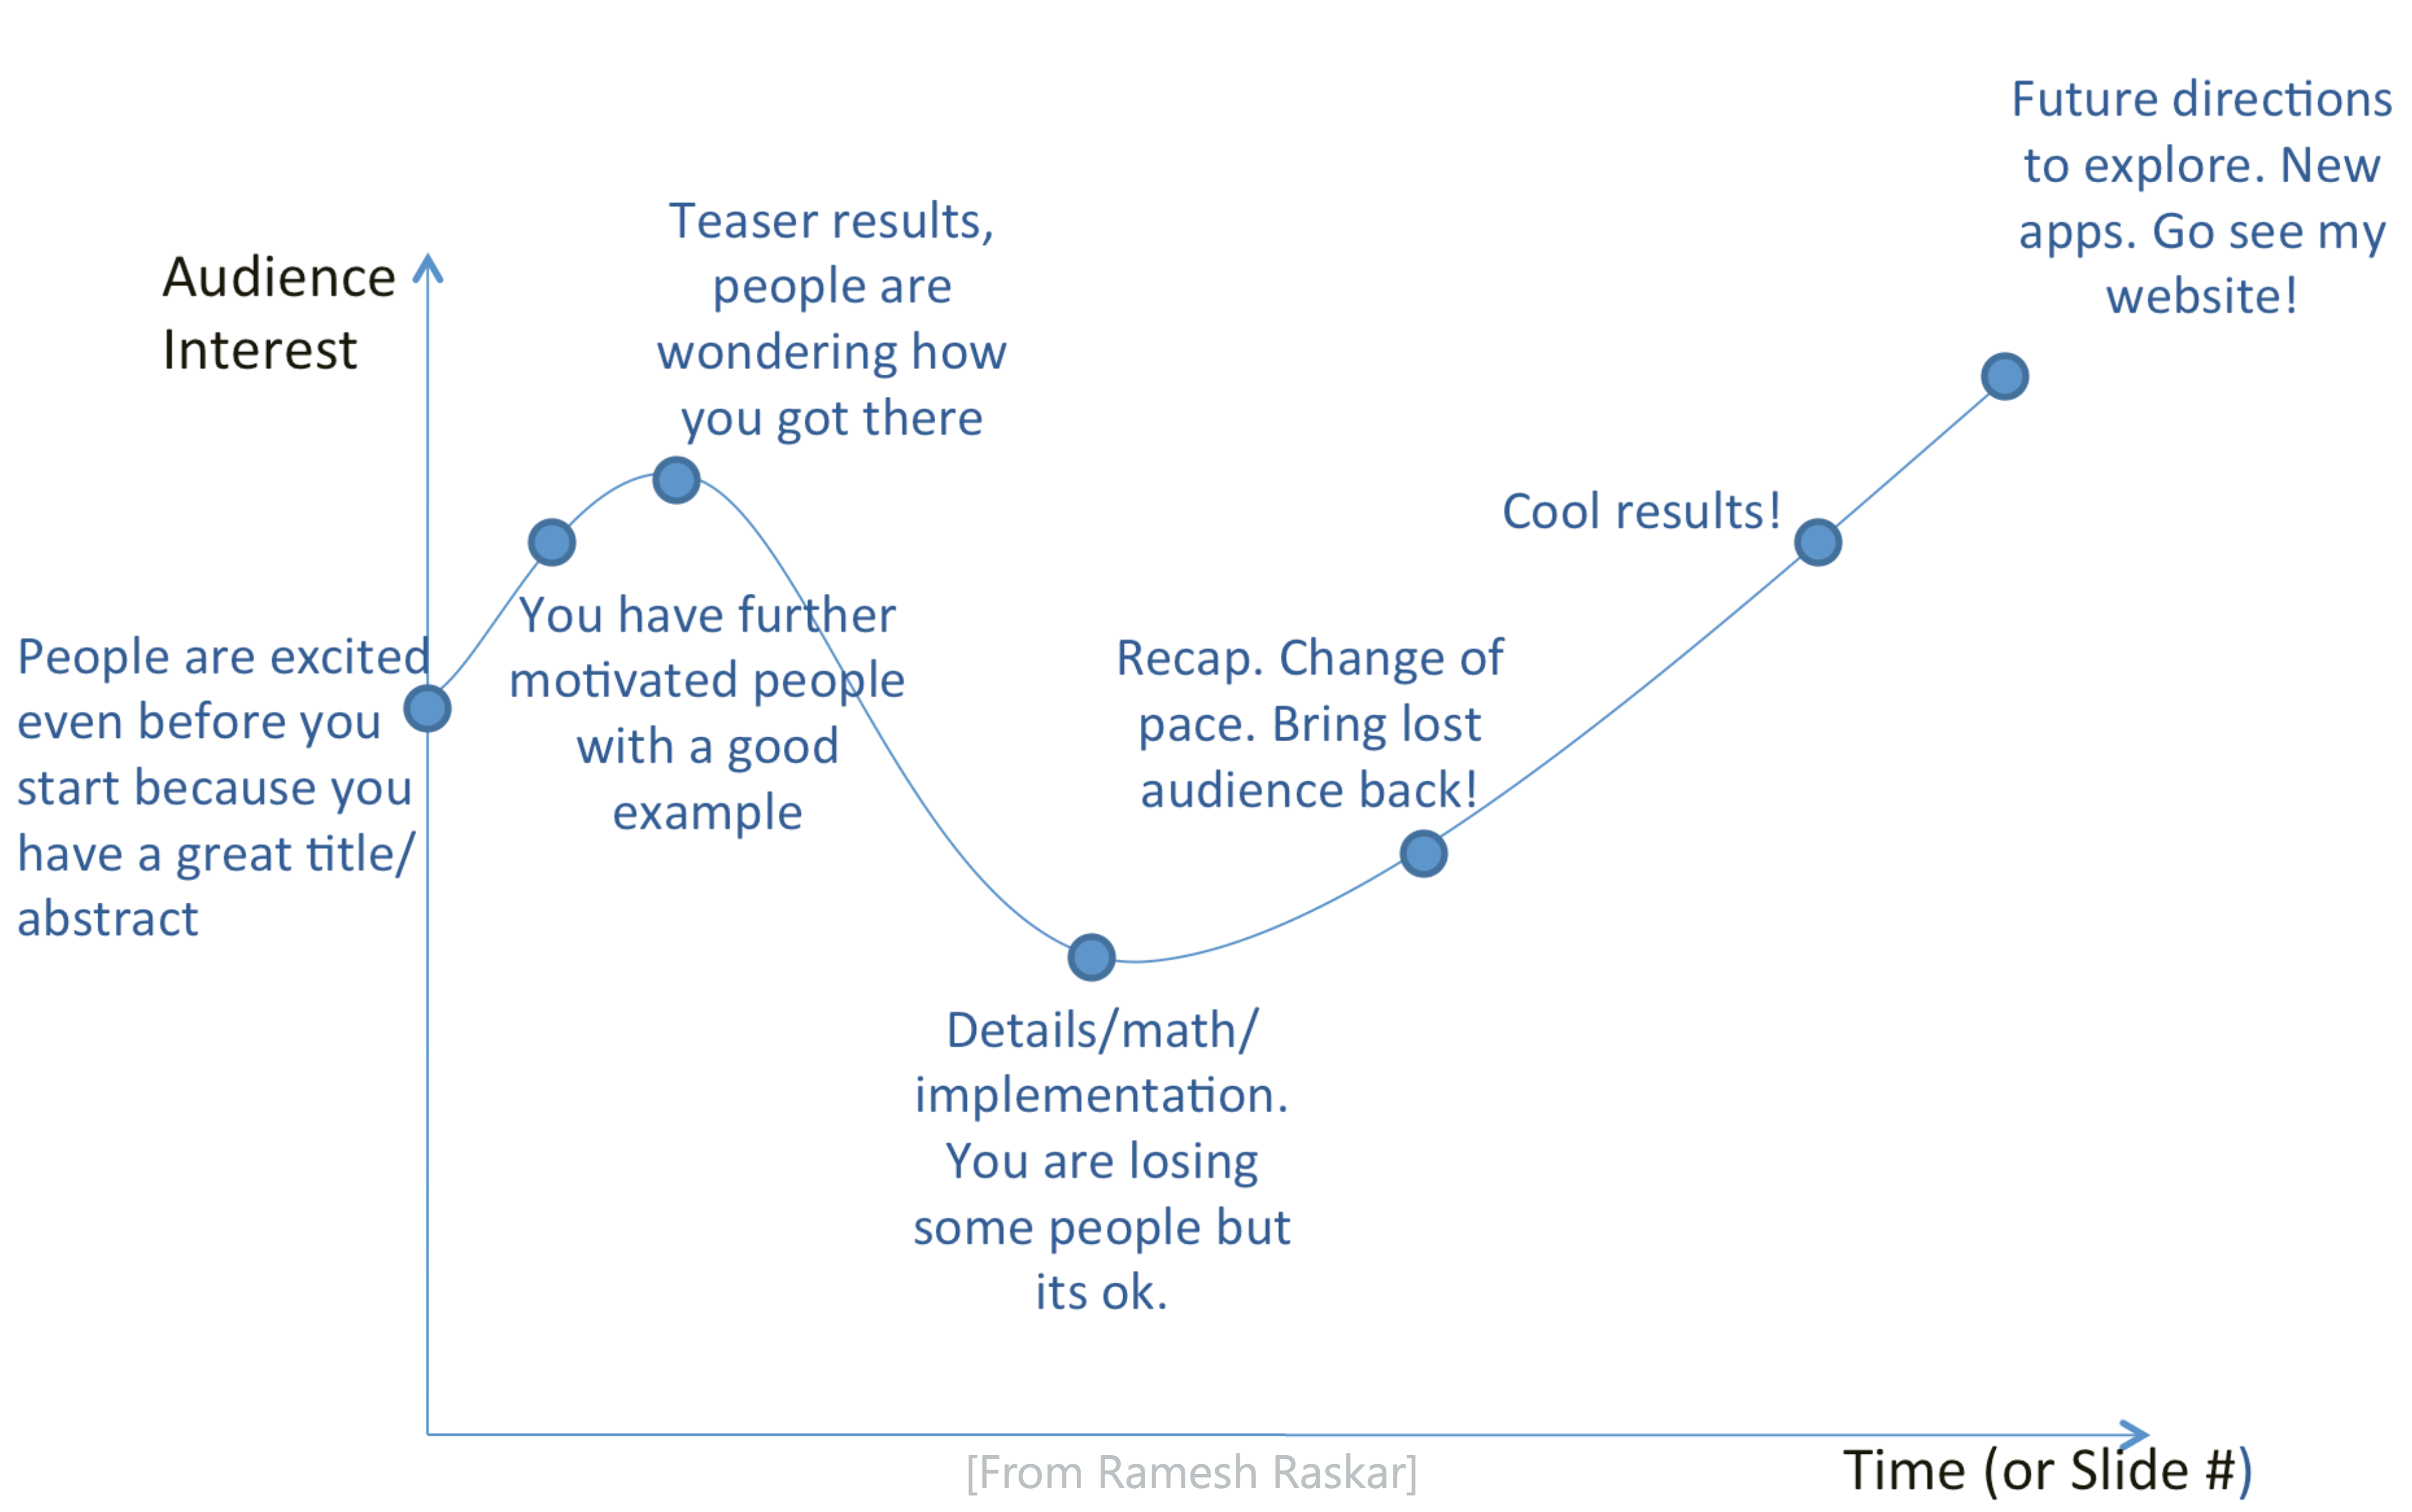 Audience
Interest
People are excited
even before you
start because you
have a great title/
abstract
You have further
motivated people
with a good
example
Teaser results,
people are
wondering how
you got there
Details/math/
implementation.
You are losing
some people but
its ok.
Recap. Change of
pace. Bring lost
audience back!
Cool results!
Future directions
to explore. New
apps. Go see my
website!
Time (or Slide #)
[From Ramesh Raskar]